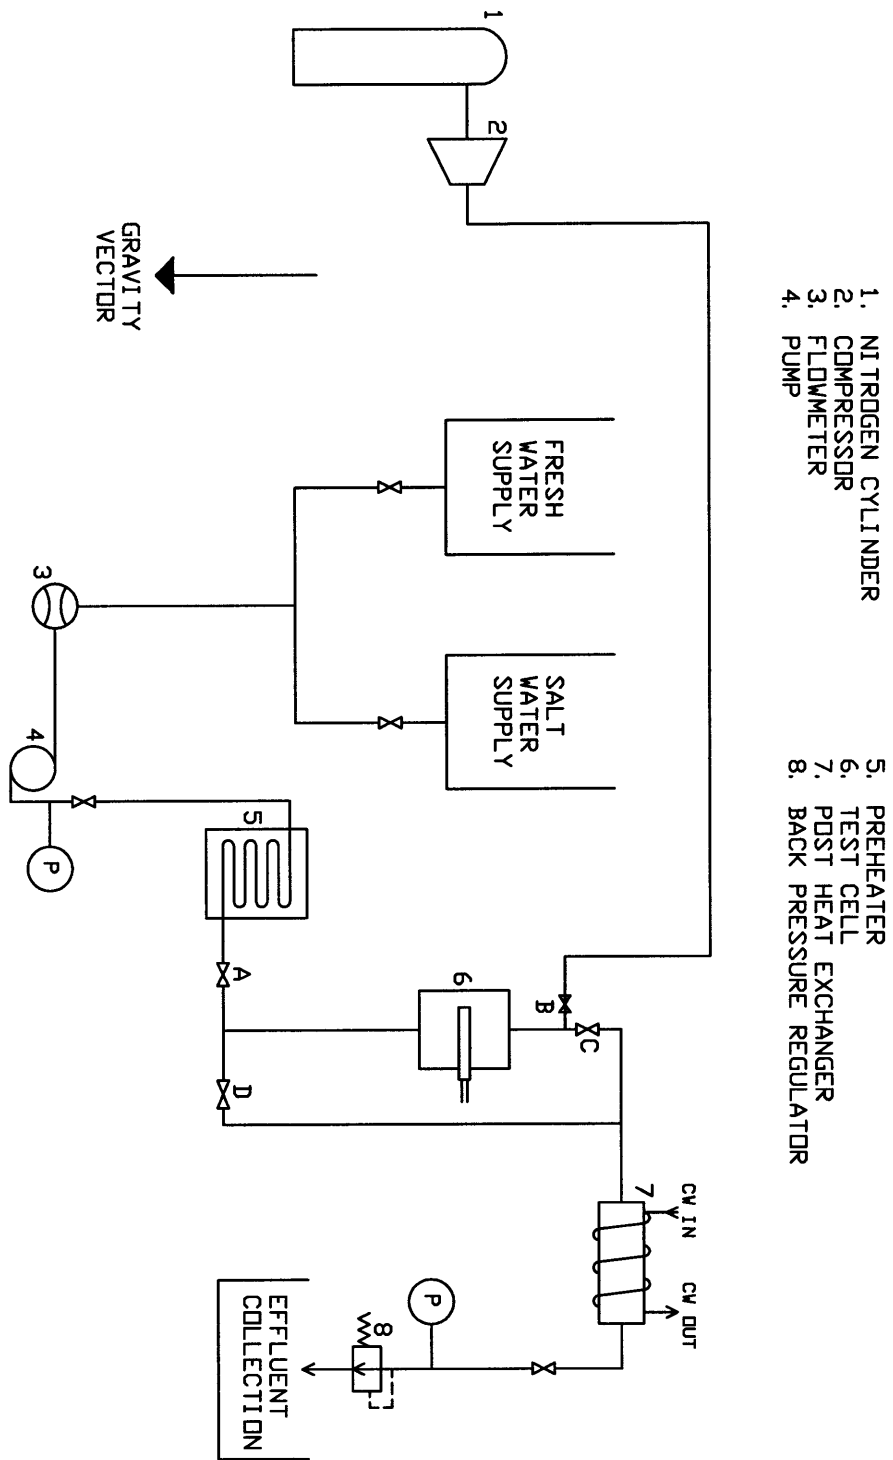 1. NITROGEN CYLINDER
2. COMPRESSOR
3. FLOWMETER
4. PUMP
5. PREHEATER
6. TEST CELL
7. POST HEAT EXCHANGER
8. BACK PRESSURE REGULATOR
1
2
GRAVITY
VECTOR
FRESH
WATER
SUPPLY
SALT
WATER
SUPPLY
3
4
P
5
A
6
B
C
D
7
CW IN
CW OUT
P
8
EFFLUENT
COLLECTION